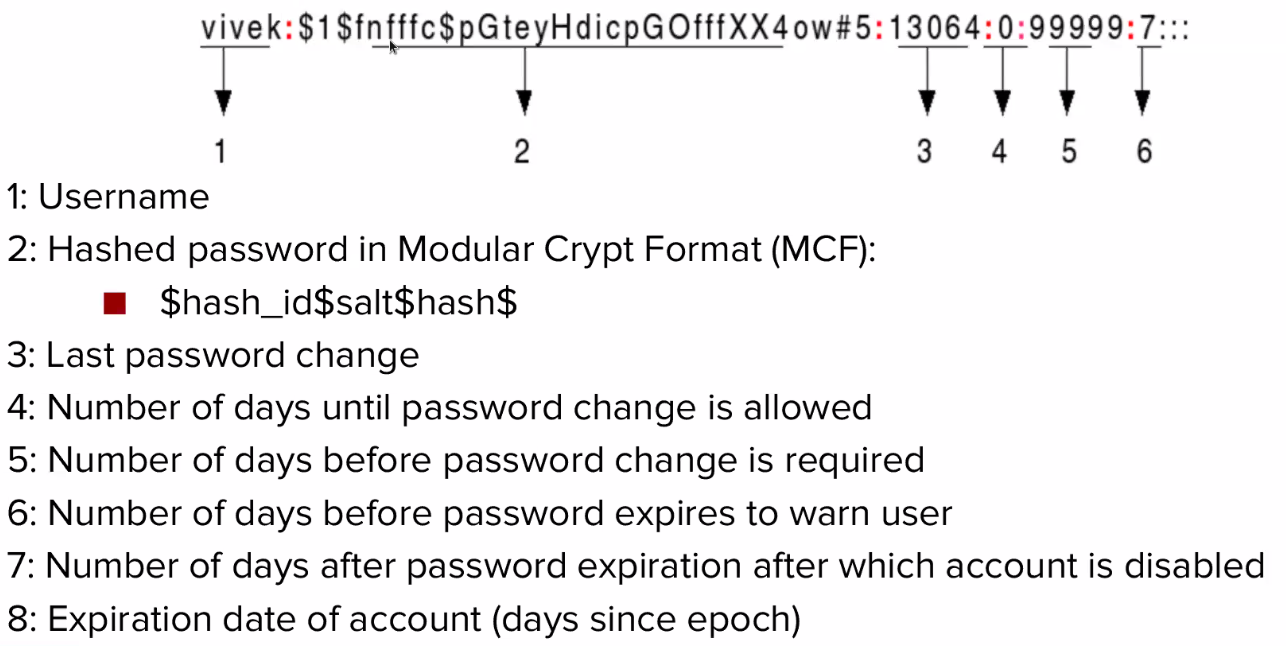 vivek:$1$fnfffc$pGteyHdicpGOfffXX4ow#5:13064:0:99999:7:::
1 2 3 4 5 6
1: Username
2: Hashed password in Modular Crypt Format (MCF):
$hash_id$salt$hash$
3: Last password change
4: Number of days until password change is allowed
5: Number of days before password change is required
6: Number of days before password expires to warn user
7: Number of days after password expiration after which account is disabled
8: Expiration date of account (days since epoch)